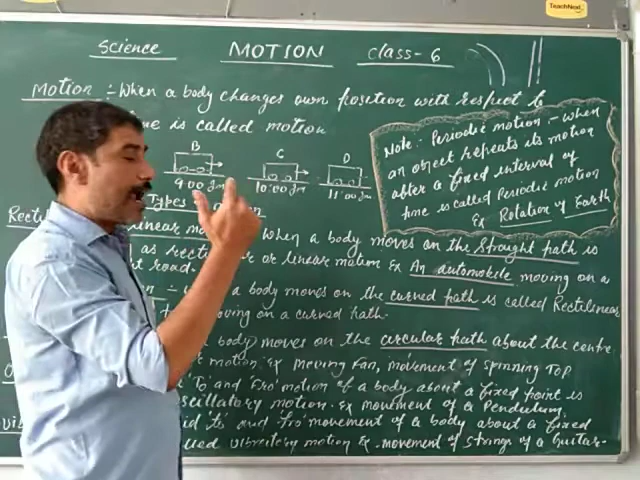 TeachNext
Science MOTION Class-6
Motion :- When a body changes own position with respect to
time is called motion
B C D
9:00 Am 10:00 Am 11:00 Am
Note: Periodic motion :- when
an object repeats its motion
after a fixed interval of
time is called Periodic motion
Ex Rotation of Earth
Types of motion
linear motion When a body moves on the straight path is
as or linear motion Ex An automobile moving on a
road.
a body moves on the curved path is called Rectilinear
moving on a curved path.
body moves on the circular path about the centre
motion. Ex Moving Fan, movement of spinning Top
To and Fro motion of a body about a fixed point is
oscillatory motion. Ex movement of a Pendulum,
to and fro movement of a body about a fixed
called vibratory motion Ex. movement of strings of a Guitar.